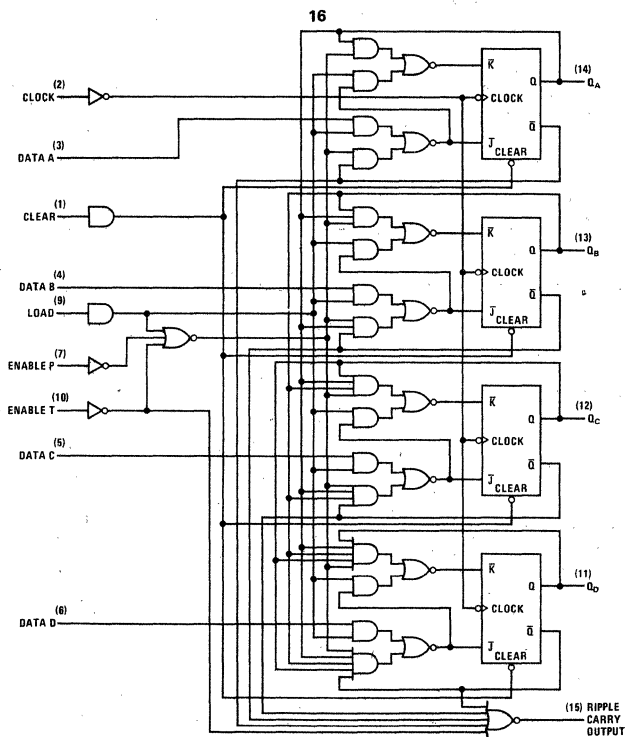 16
(2)
CLOCK
(3)
DATA A
(1)
CLEAR
(4)
DATA B
(9)
LOAD
(7)
ENABLE P
(10)
ENABLE T
(5)
DATA C
(6)
DATA D
K̅
CLOCK
J̅
CLEAR
Q
Q̅
(14)
Q_A
K̅
CLOCK
J̅
CLEAR
Q
Q̅
(13)
Q_B
K̅
CLOCK
J̅
CLEAR
Q
Q̅
(12)
Q_C
K̅
CLOCK
J̅
CLEAR
Q
Q̅
(11)
Q_D
(15) RIPPLE
CARRY
OUTPUT